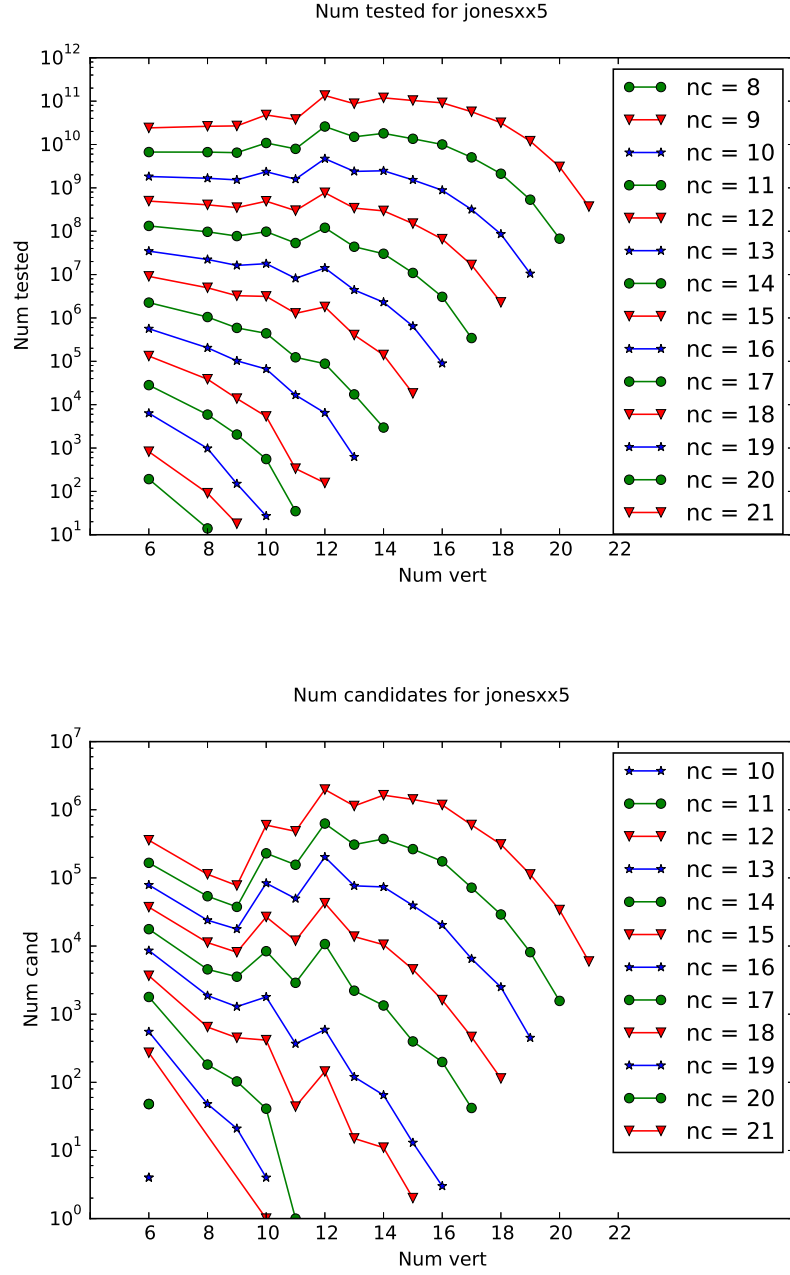 Num tested for jonesxx5
10^12
10^11
10^10
10^9
10^8
10^7
10^6
10^5
10^4
10^3
10^2
10^1
Num tested
6 8 10 12 14 16 18 20 22
Num vert
nc = 8
nc = 9
nc = 10
nc = 11
nc = 12
nc = 13
nc = 14
nc = 15
nc = 16
nc = 17
nc = 18
nc = 19
nc = 20
nc = 21
Num candidates for jonesxx5
10^7
10^6
10^5
10^4
10^3
10^2
10^1
10^0
Num cand
6 8 10 12 14 16 18 20 22
Num vert
nc = 10
nc = 11
nc = 12
nc = 13
nc = 14
nc = 15
nc = 16
nc = 17
nc = 18
nc = 19
nc = 20
nc = 21